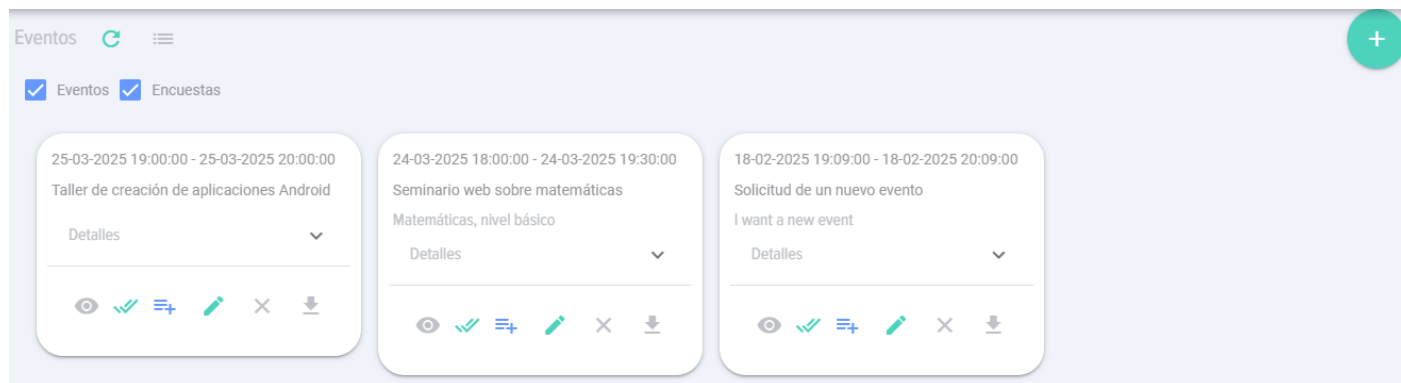 Eventos
Eventos Encuestas
25-03-2025 19:00:00 - 25-03-2025 20:00:00
Taller de creación de aplicaciones Android
Detalles
24-03-2025 18:00:00 - 24-03-2025 19:30:00
Seminario web sobre matemáticas
Matemáticas, nivel básico
Detalles
18-02-2025 19:09:00 - 18-02-2025 20:09:00
Solicitud de un nuevo evento
I want a new event
Detalles